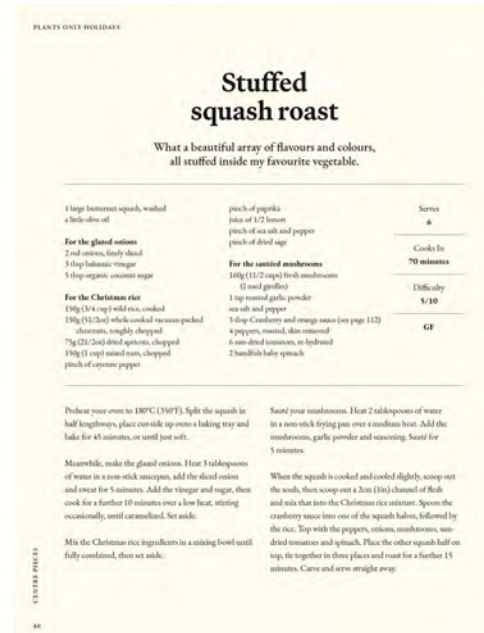 PLANTS ONLY HOLIDAYS
Stuffed
squash roast
What a beautiful array of flavours and colours,
all stuffed inside my favourite vegetable.
1 large butternut squash, washed
a little olive oil
For the glazed onions
2 red onions, finely sliced
3 tbsp balsamic vinegar
5 tbsp organic coconut sugar
For the Christmas rice
150g (3/4 cup) wild rice, cooked
150g (51/2oz) whole cooked vacuum-packed
chestnuts, roughly chopped
75g (21/2oz) dried apricots, chopped
150g (1 cup) mixed nuts, chopped
pinch of cayenne pepper
pinch of paprika
juice of 1/2 lemon
pinch of sea salt and pepper
pinch of dried sage
For the sautéed mushrooms
160g (11/2 cups) fresh mushrooms
(I used girolles)
1 tsp roasted garlic powder
sea salt and pepper
5 tbsp Cranberry and orange sauce (see page 112)
4 peppers, roasted, skin removed
6 sun-dried tomatoes, re-hydrated
2 handfuls baby spinach
Serves
6
Cooks In
70 minutes
Difficulty
5/10
GF
Preheat your oven to 180°C (350°F). Split the squash in
half lengthways, place cut-side up onto a baking tray and
bake for 45 minutes, or until just soft.
Meanwhile, make the glazed onions. Heat 3 tablespoons
of water in a non-stick saucepan, add the sliced onion
and sweat for 5 minutes. Add the vinegar and sugar, then
cook for a further 10 minutes over a low heat, stirring
occasionally, until caramelized. Set aside.
Mix the Christmas rice ingredients in a mixing bowl until
fully combined, then set aside.
Sauté your mushrooms. Heat 2 tablespoons of water
in a non-stick frying pan over a medium heat. Add the
mushrooms, garlic powder and seasoning. Sauté for
5 minutes.
When the squash is cooked and cooled slightly, scoop out
the seeds, then scoop out a 2cm (1in) channel of flesh
and mix that into the Christmas rice mixture. Spoon the
cranberry sauce into one of the squash halves, followed by
the rice. Top with the peppers, onions, mushrooms, sun-
dried tomatoes and spinach. Place the other squash half on
top, tie together in three places and roast for a further 15
minutes. Carve and serve straight away.
CENTRE PIECES
80